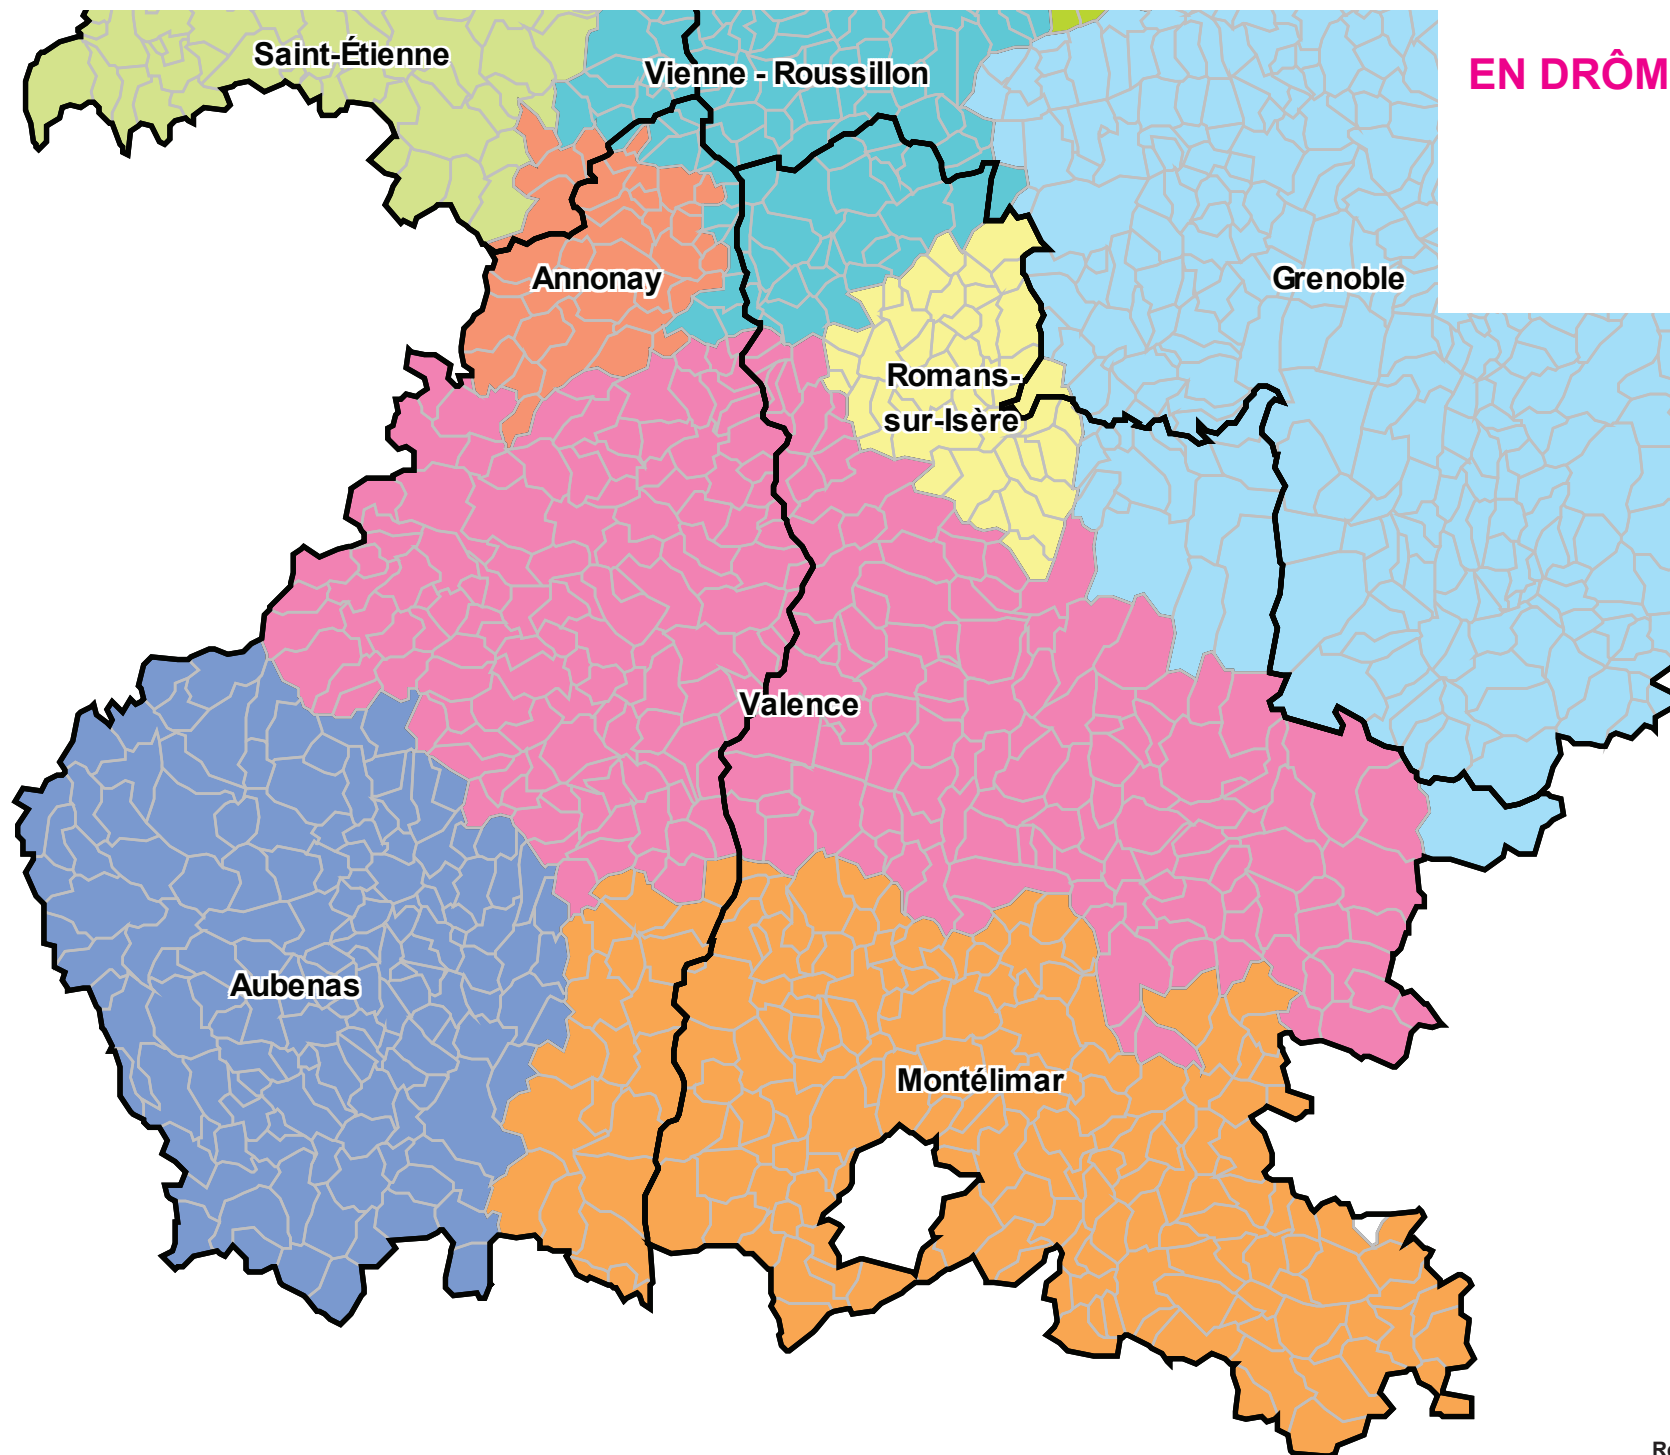 Saint-Étienne
Vienne - Roussillon
EN DRÔM
Annonay
Grenoble
Romans-
sur-Isère
Valence
Aubenas
Montélimar